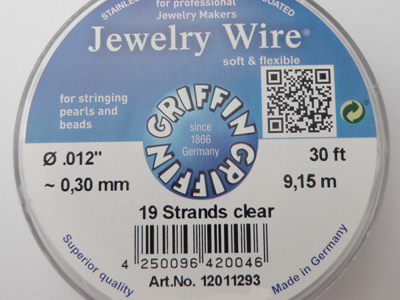 STAINLESS
COATED
for professional
Jewelry Makers
Jewelry Wire®
soft & flexible
for stringing
pearls and
beads
GRIFFIN
since
1866
Germany
GRIFFIN
Ø .012"
30 ft
~ 0,30 mm
9,15 m
19 Strands clear
4 250096 420046
Art.No. 12011293
Superior quality
Made in Germany